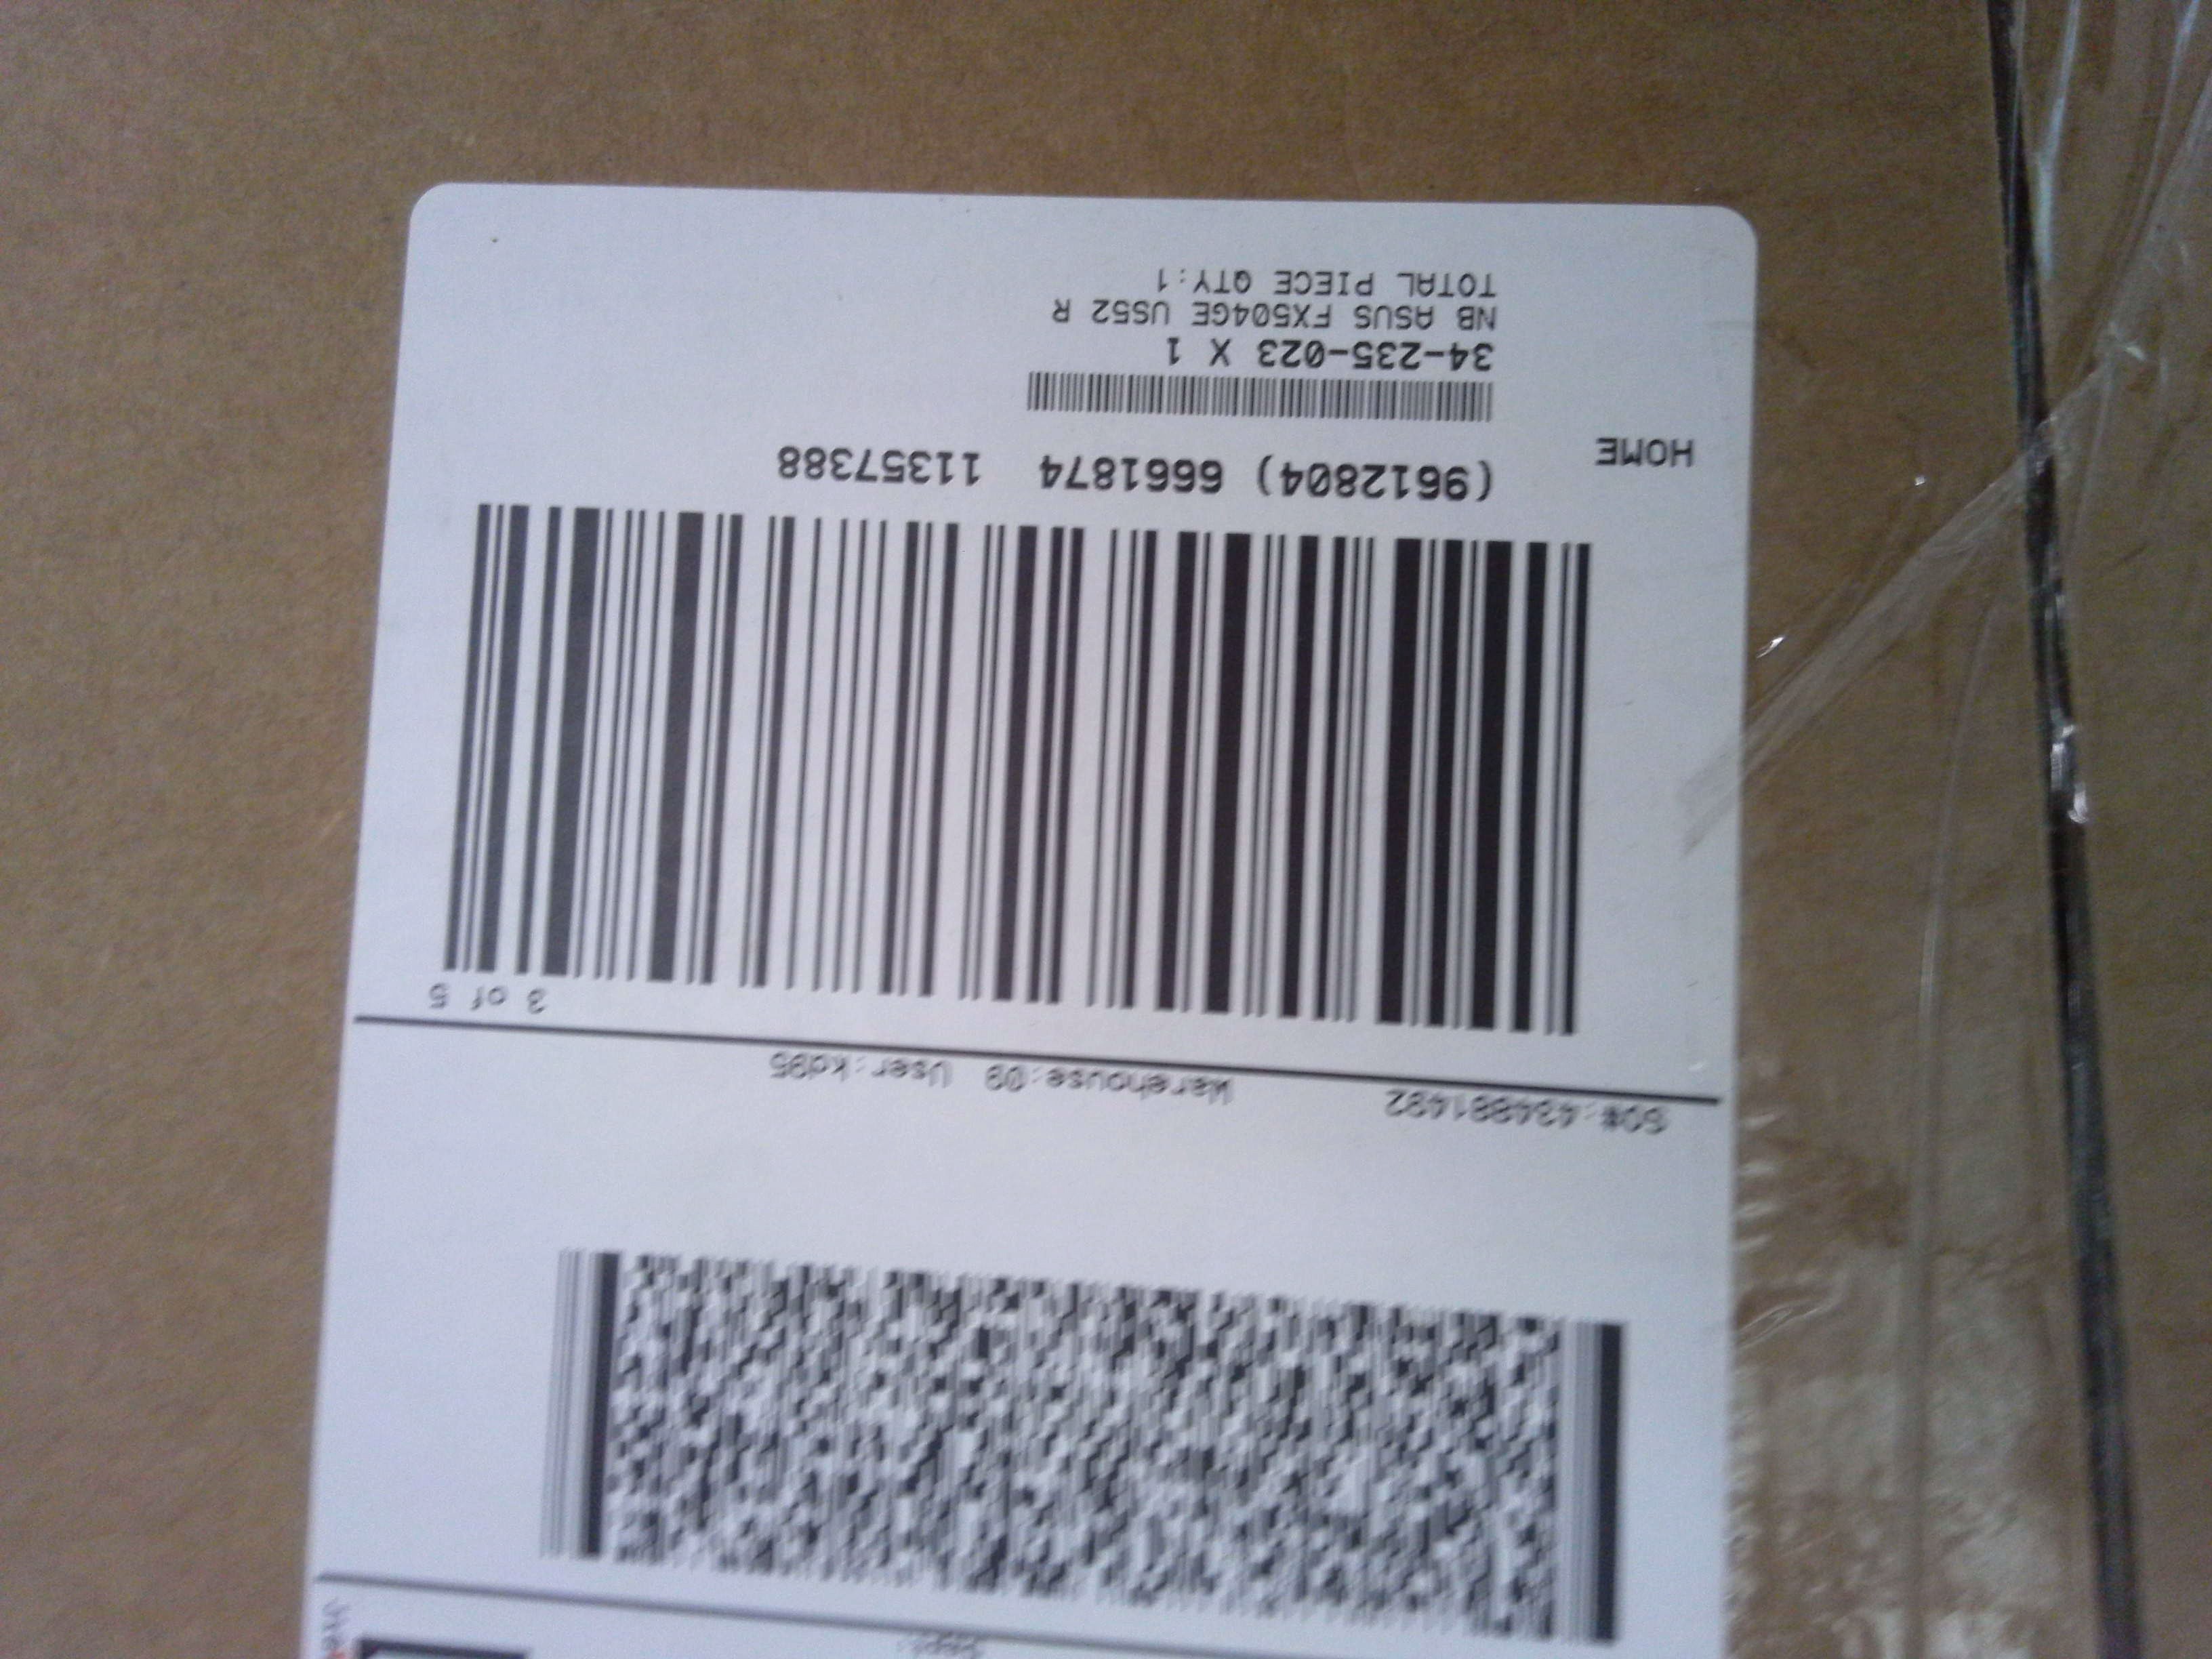 SO#:434881492 Warehouse:09 User:kd95
3 of 5
HOME
(9612804) 6661874 11357388
34-235-023 X 1
NB ASUS FX504GE US52 R
TOTAL PIECE QTY:1